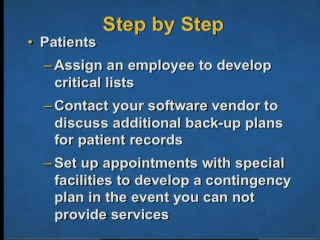 Step by Step
• Patients
– Assign an employee to develop
critical lists
– Contact your software vendor to
discuss additional back-up plans
for patient records
– Set up appointments with special
facilities to develop a contingency
plan in the event you can not
provide services